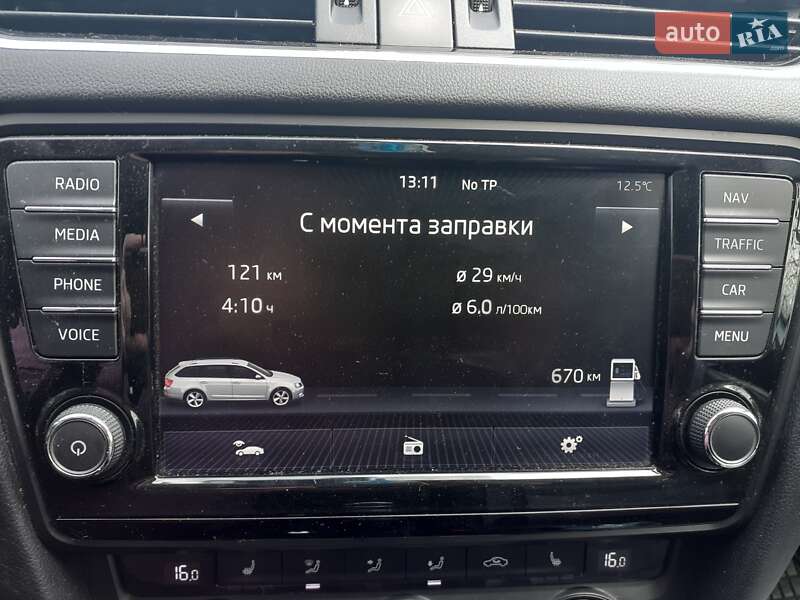 auto RIA .com
13:11 No TP 12.5°C
RADIO
MEDIA
PHONE
VOICE
С момента заправки
121 км ø 29 км/ч
4:10 ч ø 6,0 л/100км
670 км
NAV
TRAFFIC
CAR
MENU
16.0 16.0